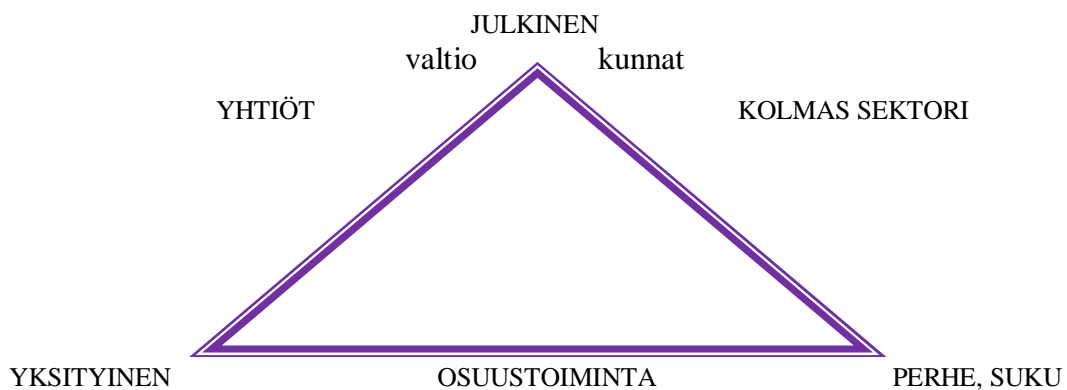 JULKINEN
valtio kunnat
YHTIÖT KOLMAS SEKTORI
YKSITYINEN OSUUSTOIMINTA PERHE, SUKU